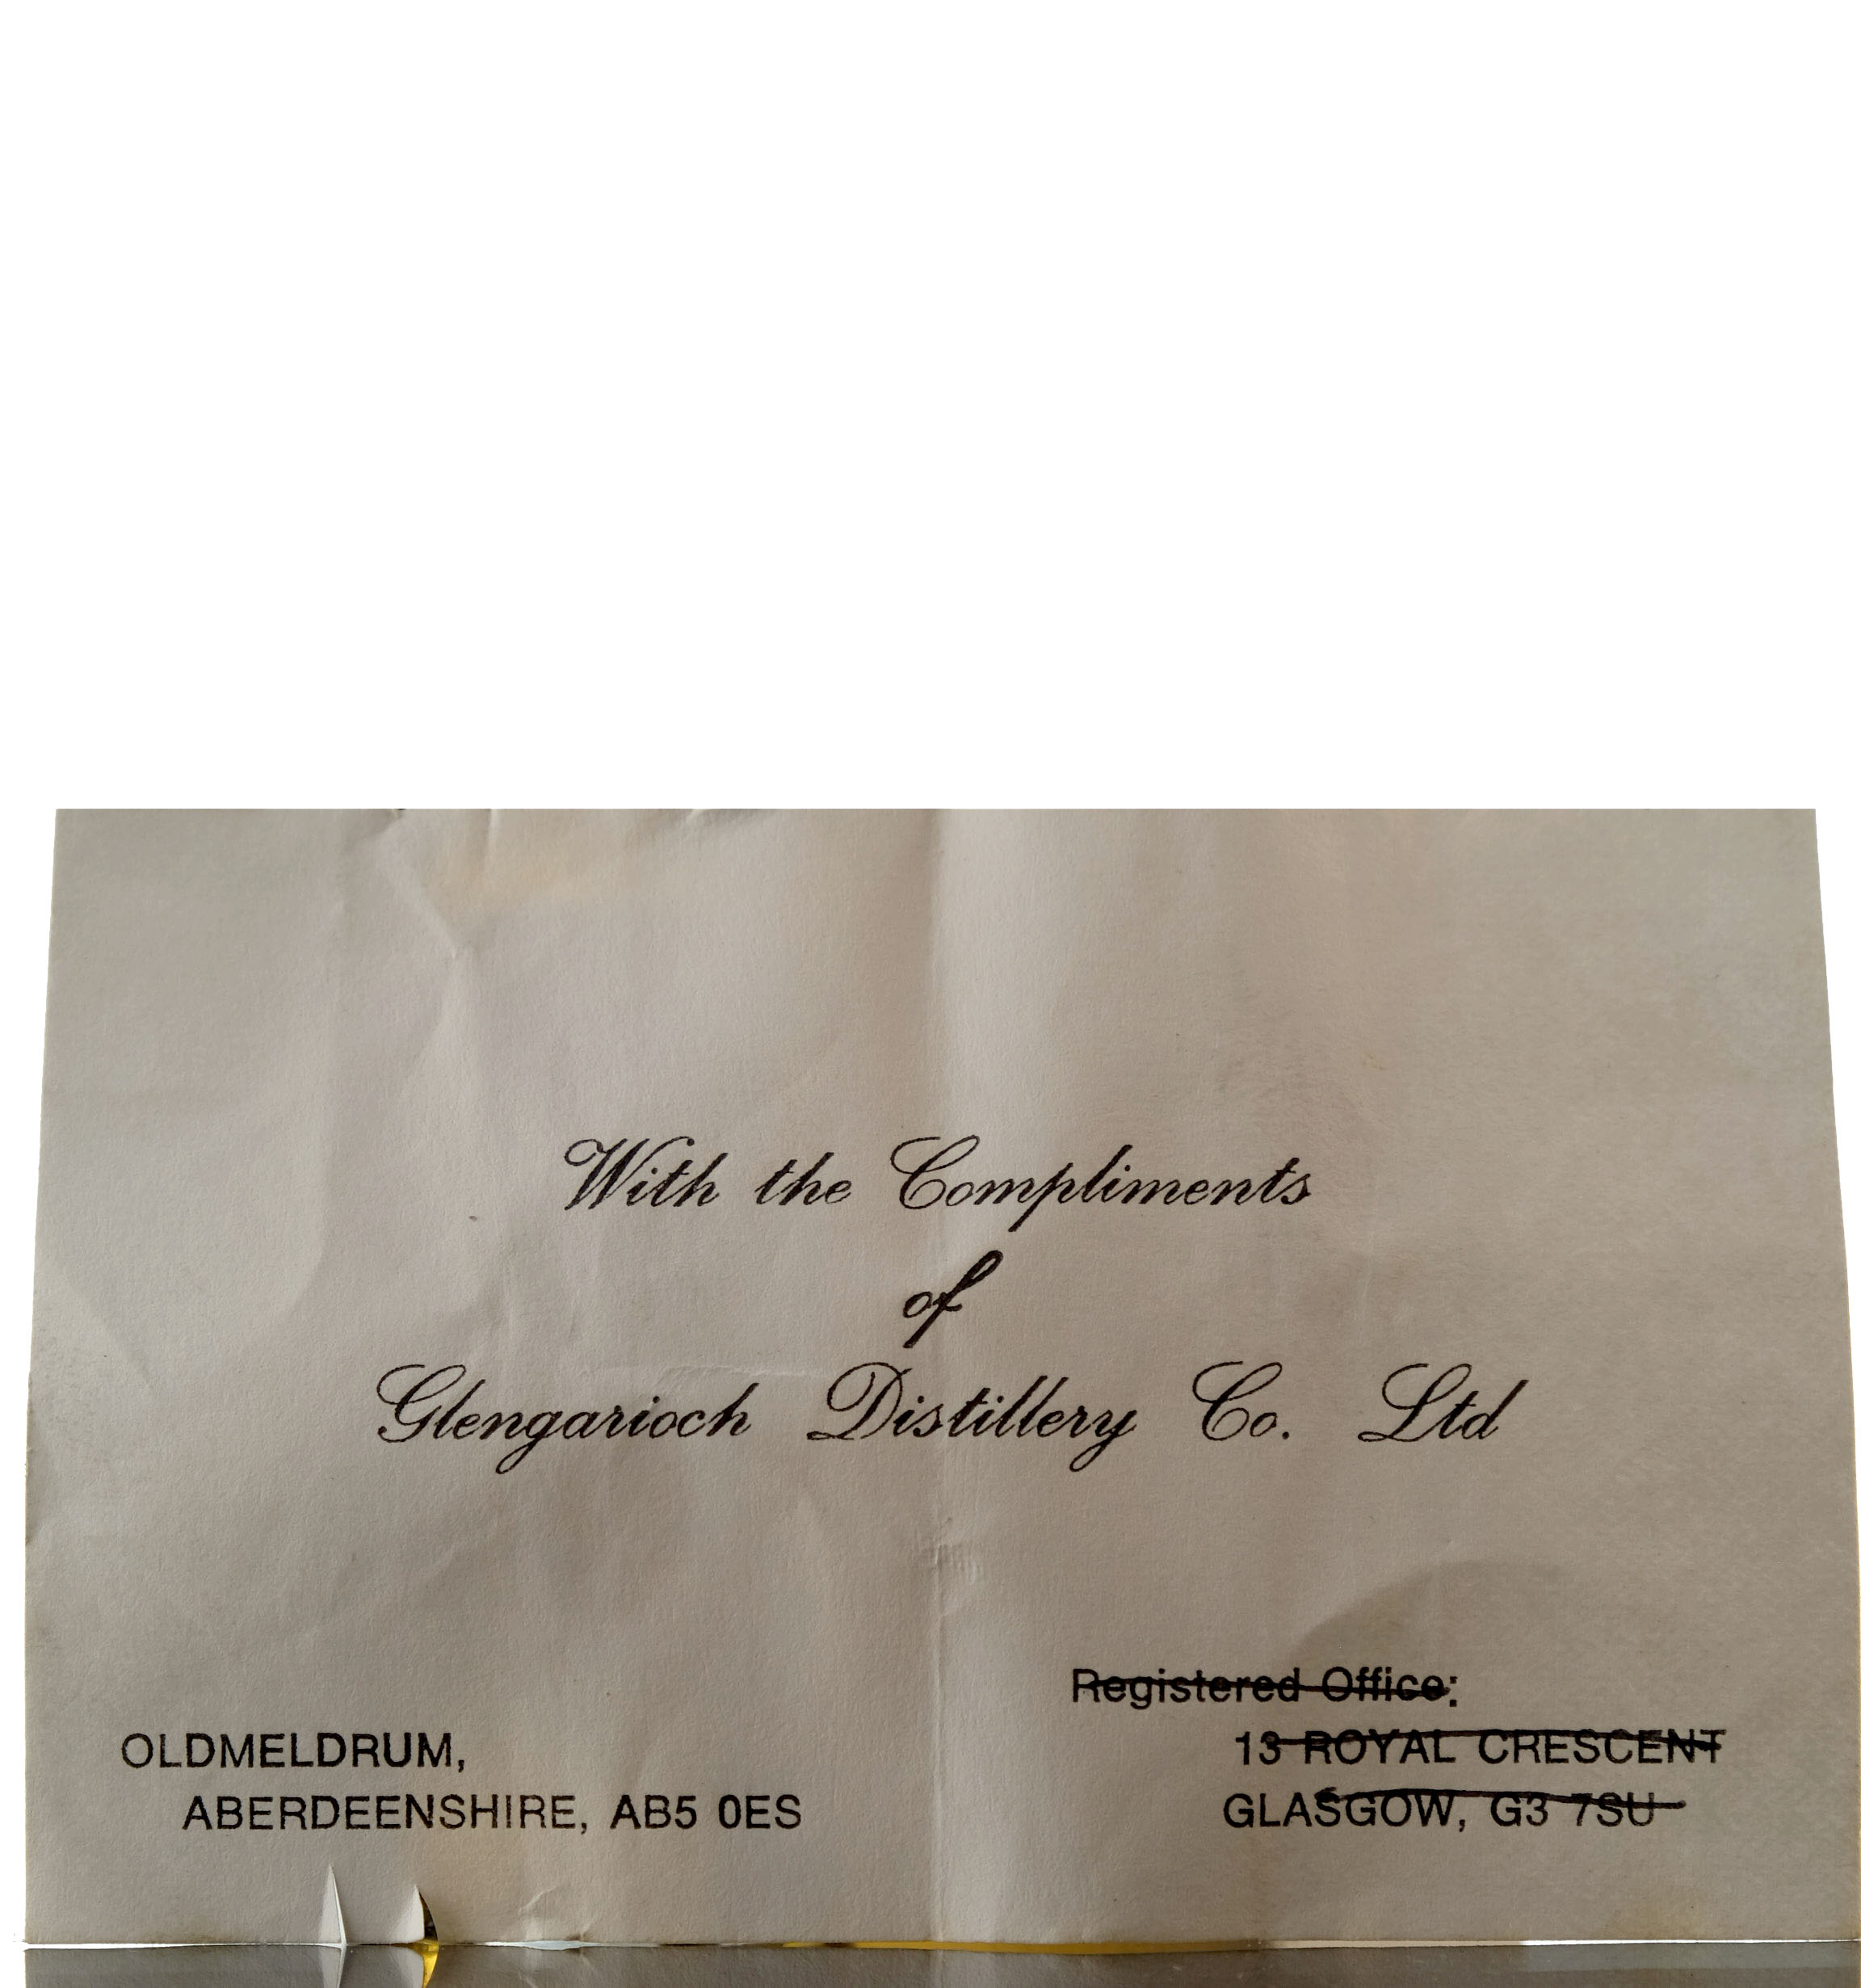 With the Compliments
of
Glengarioch Distillery Co. Ltd
Registered Office:
OLDMELDRUM,
ABERDEENSHIRE, AB5 0ES
13 ROYAL CRESCENT
GLASGOW, G3 7SU